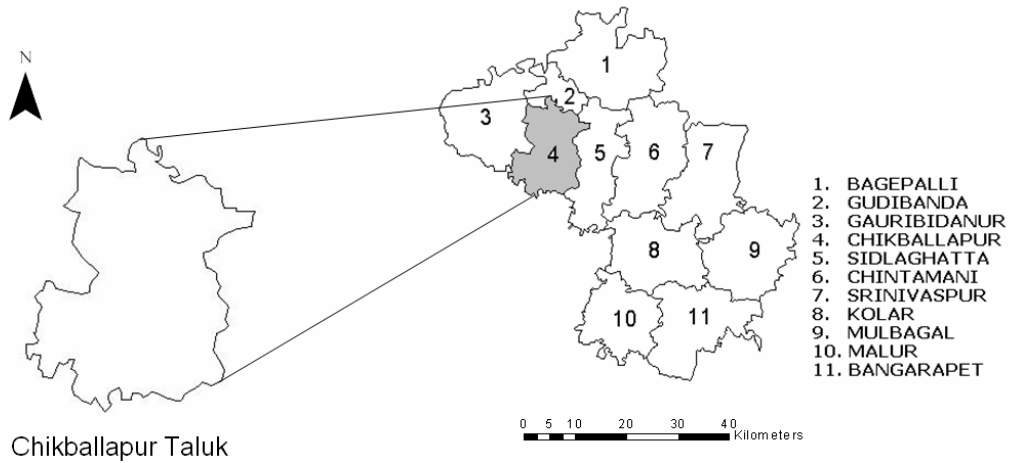 N
1
2
3
4
5
6
7
8
9
10
11
1. BAGEPALLI
2. GUDIBANDA
3. GAURIBIDANUR
4. CHIKBALLAPUR
5. SIDLAGHATTA
6. CHINTAMANI
7. SRINIVASPUR
8. KOLAR
9. MULBAGAL
10. MALUR
11. BANGARAPET
0 5 10 20 30 40
Kilometers
Chikballapur Taluk